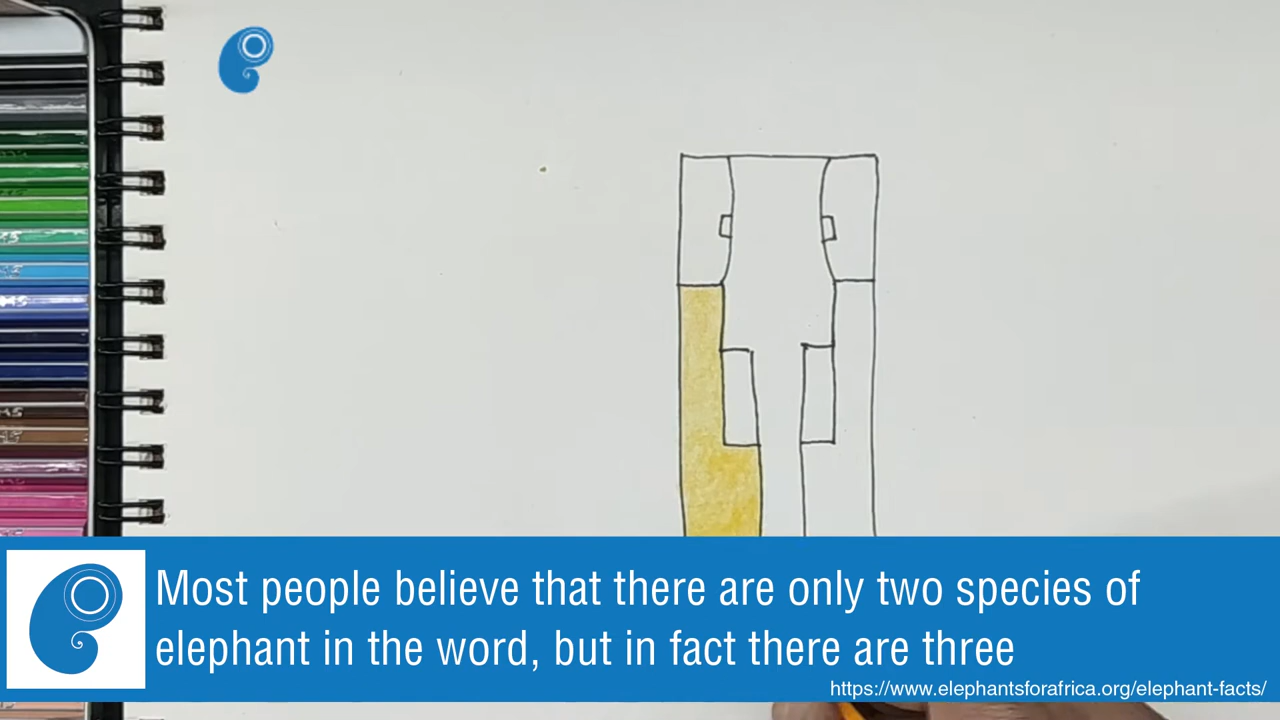 Most people believe that there are only two species of
elephant in the word, but in fact there are three
https://www.elephantsforafrica.org/elephant-facts/